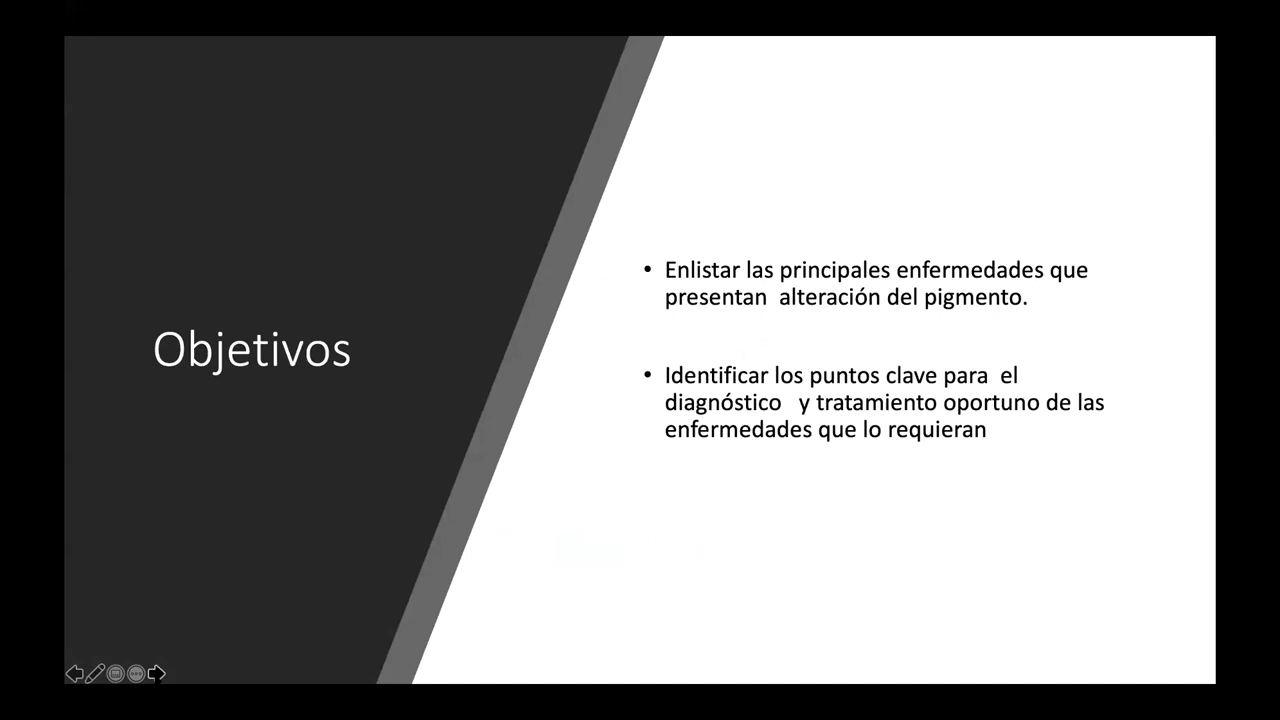 Objetivos
• Enlistar las principales enfermedades que
presentan  alteración del pigmento.
• Identificar los puntos clave para  el
diagnóstico   y tratamiento oportuno de las
enfermedades que lo requieran